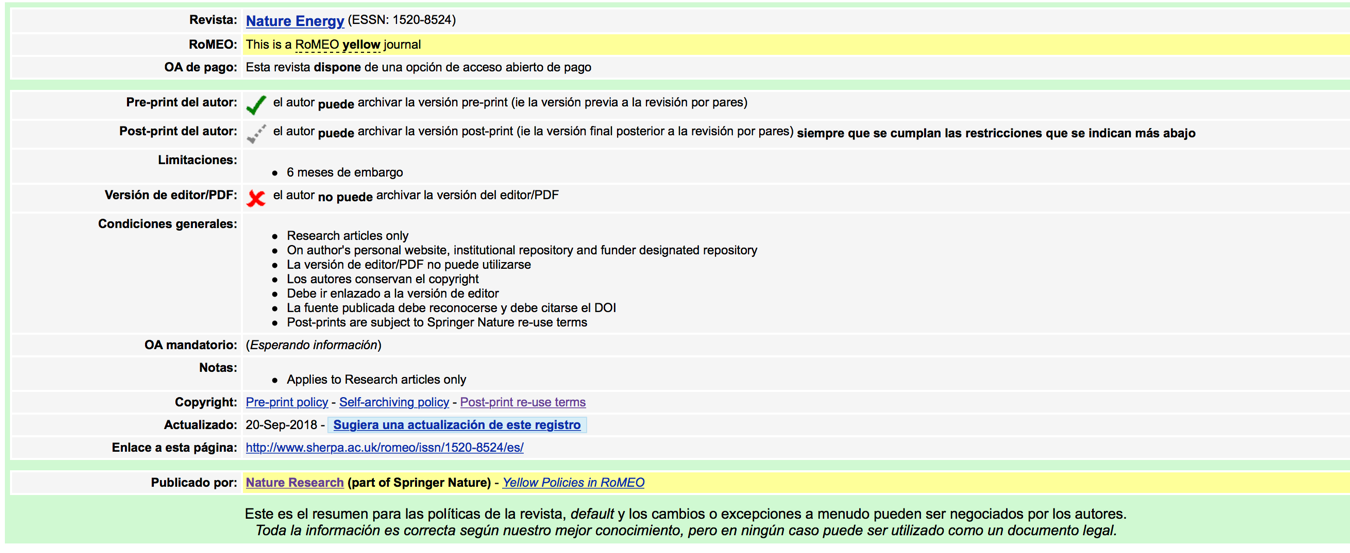 Revista: Nature Energy (ESSN: 1520-8524)
RoMEO: This is a RoMEO yellow journal
OA de pago: Esta revista dispone de una opción de acceso abierto de pago
Pre-print del autor: el autor puede archivar la versión pre-print (ie la versión previa a la revisión por pares)
Post-print del autor: el autor puede archivar la versión post-print (ie la versión final posterior a la revisión por pares) siempre que se cumplan las restricciones que se indican más abajo
Limitaciones:
• 6 meses de embargo
Versión de editor/PDF: el autor no puede archivar la versión del editor/PDF
Condiciones generales:
• Research articles only
• On author's personal website, institutional repository and funder designated repository
• La versión de editor/PDF no puede utilizarse
• Los autores conservan el copyright
• Debe ir enlazado a la versión de editor
• La fuente publicada debe reconocerse y debe citarse el DOI
• Post-prints are subject to Springer Nature re-use terms
OA mandatorio: (Esperando información)
Notas:
• Applies to Research articles only
Copyright: Pre-print policy - Self-archiving policy - Post-print re-use terms
Actualizado: 20-Sep-2018 - Sugiera una actualización de este registro
Enlace a esta página: http://www.sherpa.ac.uk/romeo/issn/1520-8524/es/
Publicado por: Nature Research (part of Springer Nature) - Yellow Policies in RoMEO
Este es el resumen para las políticas de la revista, default y los cambios o excepciones a menudo pueden ser negociados por los autores.
Toda la información es correcta según nuestro mejor conocimiento, pero en ningún caso puede ser utilizado como un documento legal.